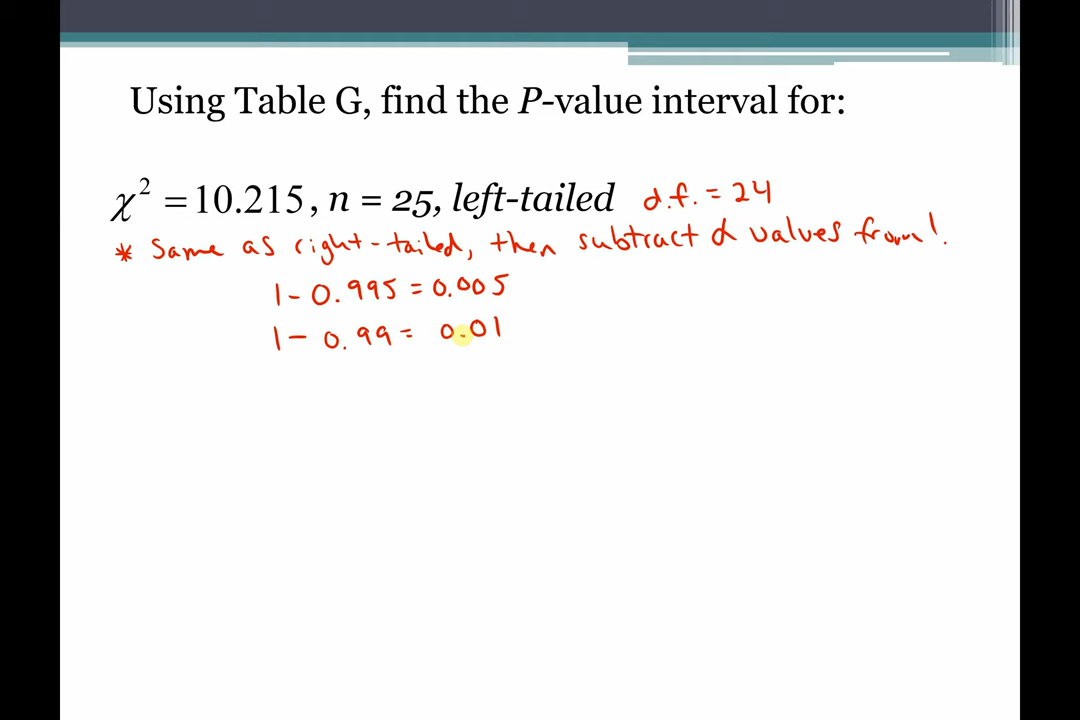 Using Table G, find the P-value interval for:
χ² = 10.215, n = 25, left-tailed d.f. = 24
* Same as right-tailed, then subtract α values from 1.
1 - 0.995 = 0.005
1 - 0.99 = 0.01